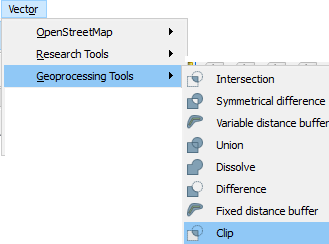 Vector
OpenStreetMap
Research Tools
Geoprocessing Tools
Intersection
Symmetrical difference
Variable distance buffer
Union
Dissolve
Difference
Fixed distance buffer
Clip